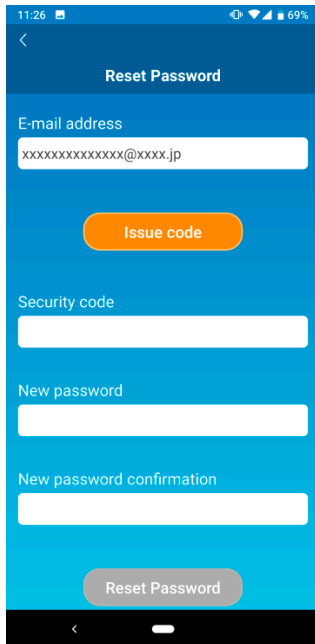 11:26 69%
Reset Password
E-mail address
xxxxxxxxxxxxxx@xxxx.jp
Issue code
Security code
New password
New password confirmation
Reset Password